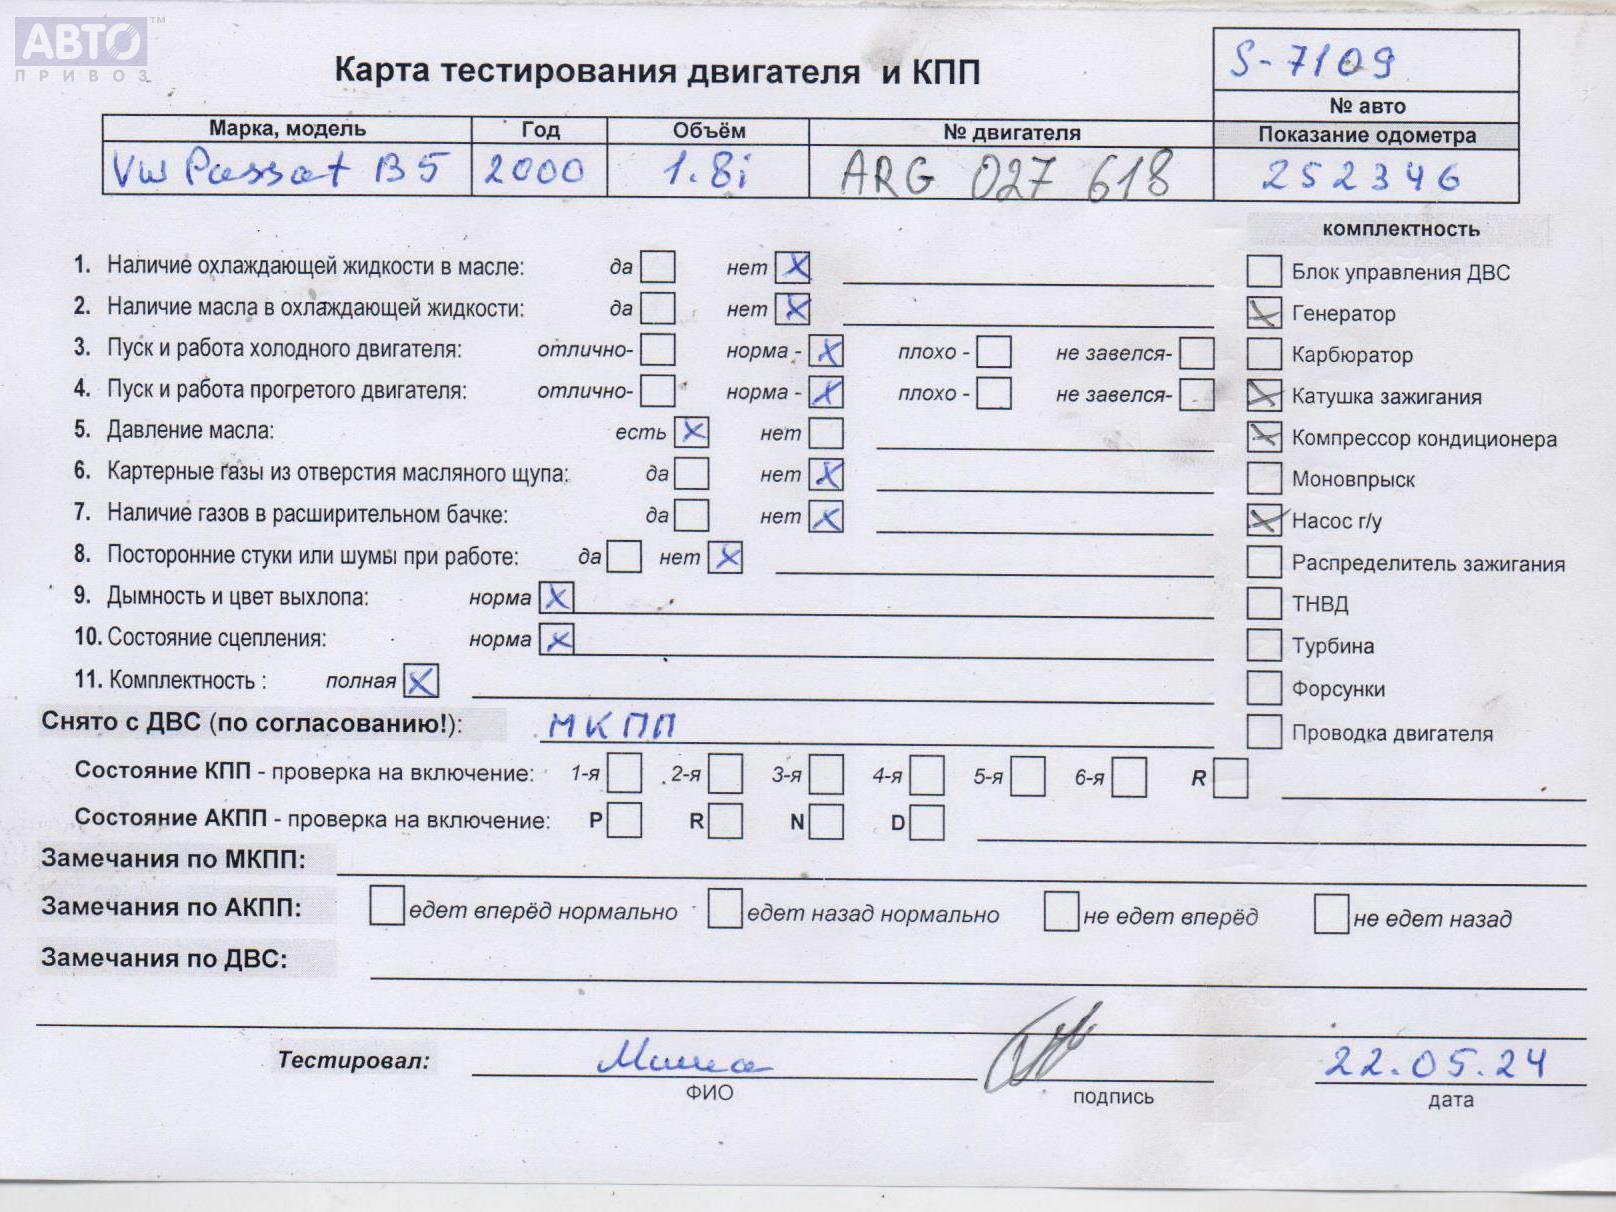 АВТО™
ПРИВОЗ
Карта тестирования двигателя и КПП
S-7109
№ авто
Марка, модель Год Объём № двигателя Показание одометра
VW Passat B5 2000 1.8i ARG 027 618 252346
комплектность
1. Наличие охлаждающей жидкости в масле: да нет X
Блок управления ДВС
2. Наличие масла в охлаждающей жидкости: да нет X
X Генератор
3. Пуск и работа холодного двигателя: отлично- норма - X плохо - не завелся-
Карбюратор
4. Пуск и работа прогретого двигателя: отлично- норма - X плохо - не завелся-
X Катушка зажигания
5. Давление масла: есть X нет
X Компрессор кондиционера
6. Картерные газы из отверстия масляного щупа: да нет X
Моновпрыск
7. Наличие газов в расширительном бачке: да нет X
X Насос г/у
8. Посторонние стуки или шумы при работе: да нет X
Распределитель зажигания
9. Дымность и цвет выхлопа: норма X
ТНВД
10. Состояние сцепления: норма X
Турбина
11. Комплектность : полная X
Форсунки
Снято с ДВС (по согласованию!): МКПП
Проводка двигателя
Состояние КПП - проверка на включение: 1-я 2-я 3-я 4-я 5-я 6-я R
Состояние АКПП - проверка на включение: P R N D
Замечания по МКПП:
Замечания по АКПП: едет вперёд нормально едет назад нормально не едет вперёд не едет назад
Замечания по ДВС:
Тестировал: Миша 22.05.24
ФИО подпись дата